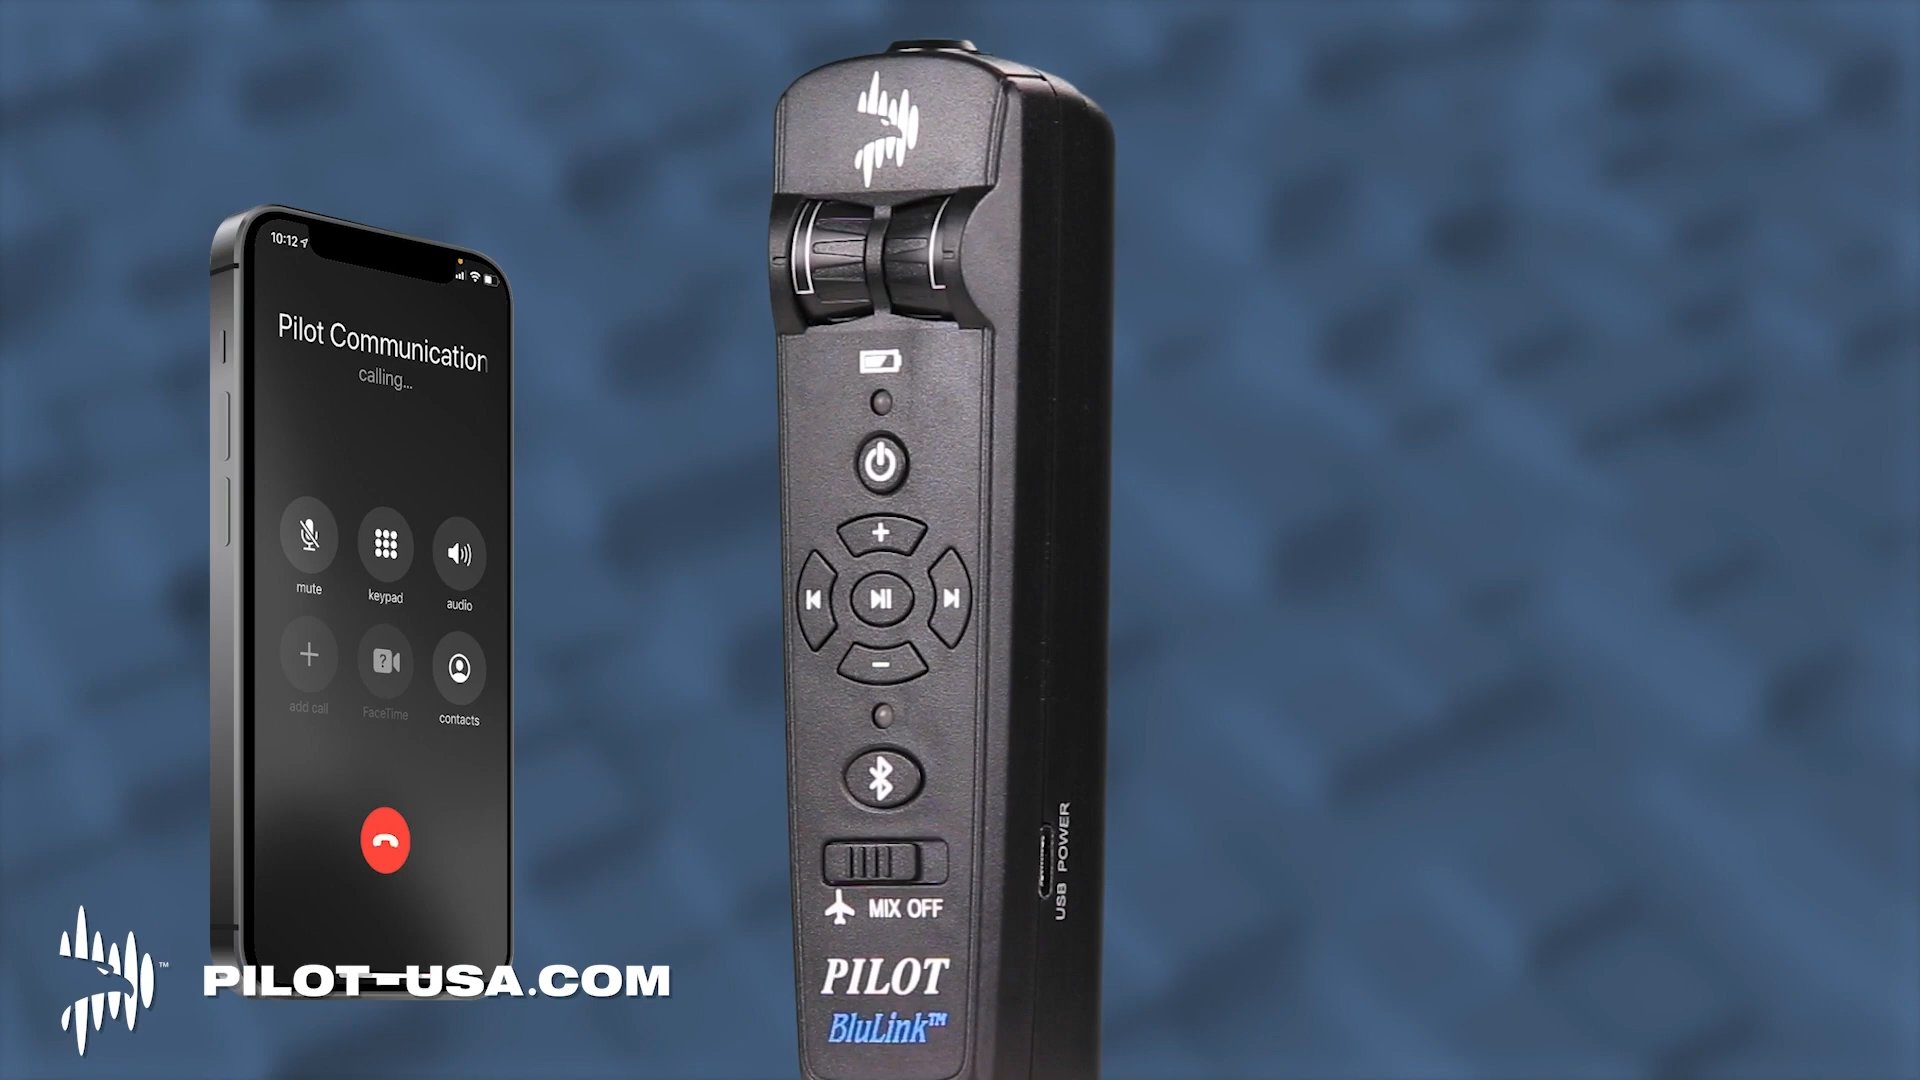 10:12
Pilot Communication
calling...
mute
keypad
audio
add call
FaceTime
contacts
MIX OFF
USB POWER
PILOT
BluLink™
™ PILOT-USA.COM